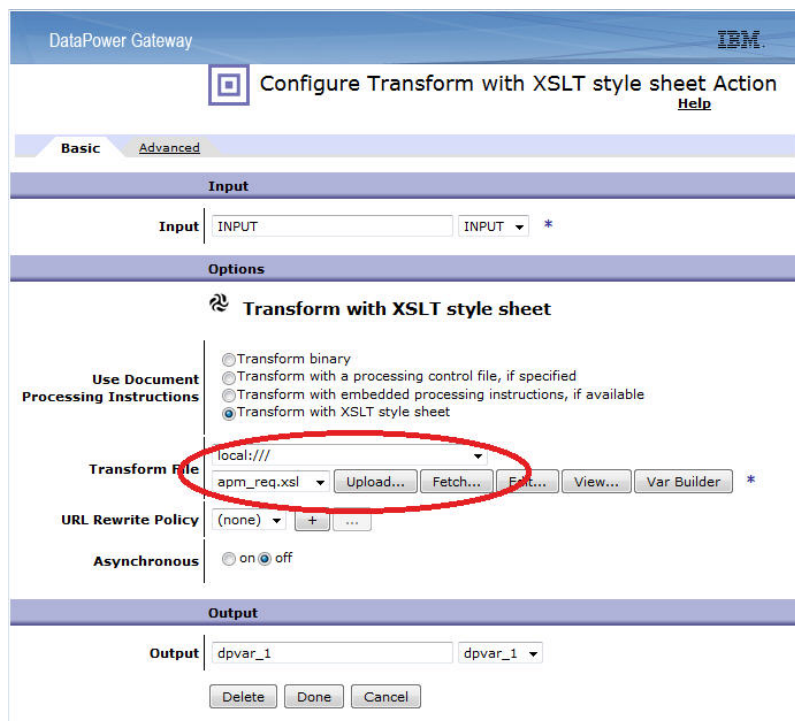 DataPower Gateway IBM.
Configure Transform with XSLT style sheet Action
Help
Basic Advanced
Input
Input INPUT INPUT *
Options
Transform with XSLT style sheet
Use Document Processing Instructions
Transform binary
Transform with a processing control file, if specified
Transform with embedded processing instructions, if available
Transform with XSLT style sheet
Transform File
local:///
apm_req.xsl Upload... Fetch... Edit... View... Var Builder *
URL Rewrite Policy (none) + ...
Asynchronous on off
Output
Output dpvar_1 dpvar_1
Delete Done Cancel